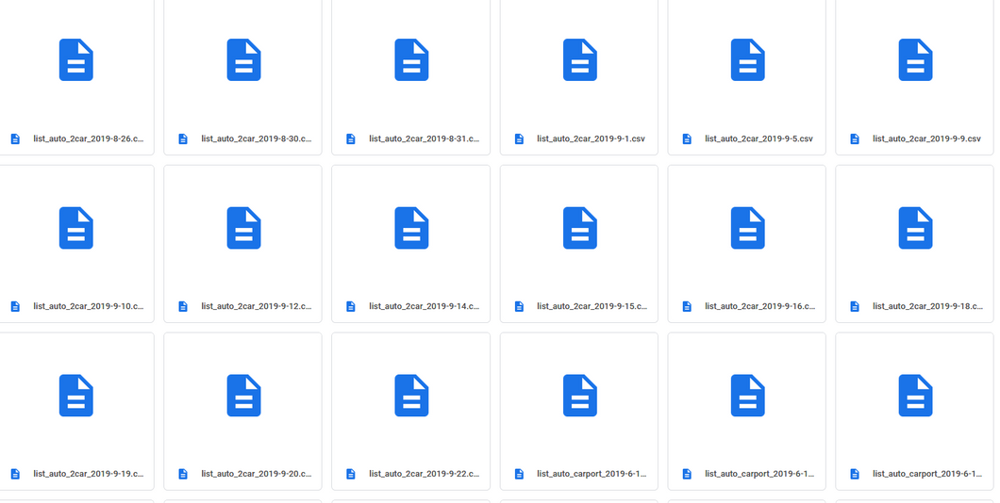 list_auto_2car_2019-8-26.c...
list_auto_2car_2019-8-30.c...
list_auto_2car_2019-8-31.c...
list_auto_2car_2019-9-1.csv
list_auto_2car_2019-9-5.csv
list_auto_2car_2019-9-9.csv
list_auto_2car_2019-9-10.c...
list_auto_2car_2019-9-12.c...
list_auto_2car_2019-9-14.c...
list_auto_2car_2019-9-15.c...
list_auto_2car_2019-9-16.c...
list_auto_2car_2019-9-18.c...
list_auto_2car_2019-9-19.c...
list_auto_2car_2019-9-20.c...
list_auto_2car_2019-9-22.c...
list_auto_carport_2019-6-1...
list_auto_carport_2019-6-1...
list_auto_carport_2019-6-1...